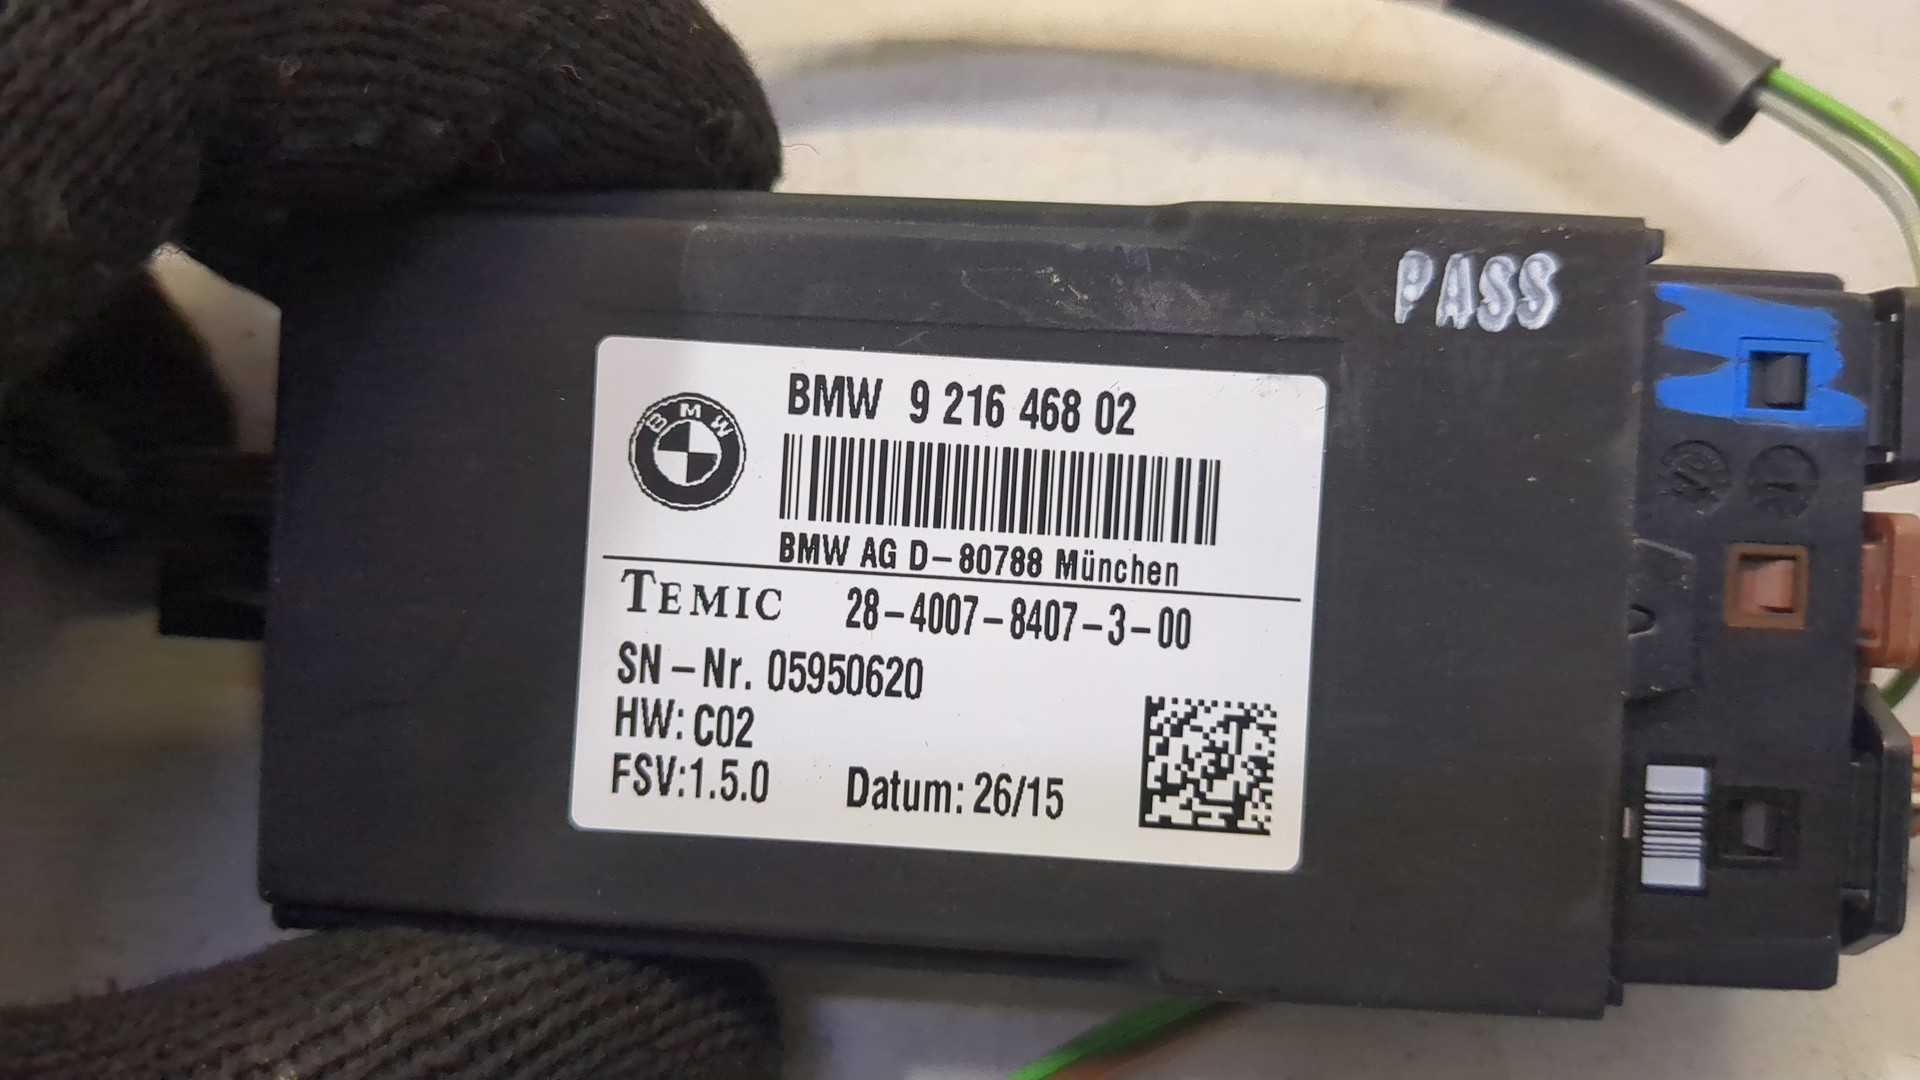 PASS
BMW
BMW 9 216 468 02
BMW AG D-80788 München
TEMIC 28-4007-8407-3-00
SN-Nr. 05950620
HW: C02
FSV:1.5.0 Datum: 26/15